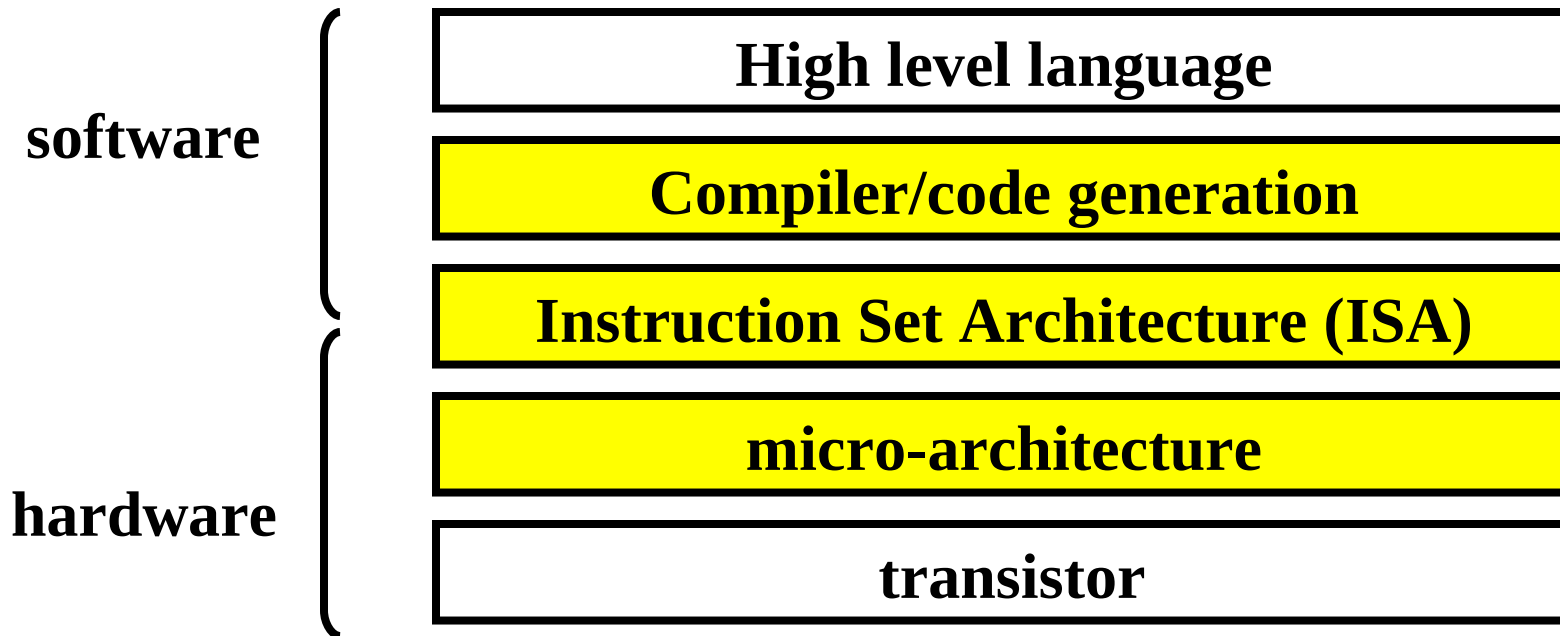 High level language
software
Compiler/code generation
Instruction Set Architecture (ISA)
micro-architecture
hardware
transistor